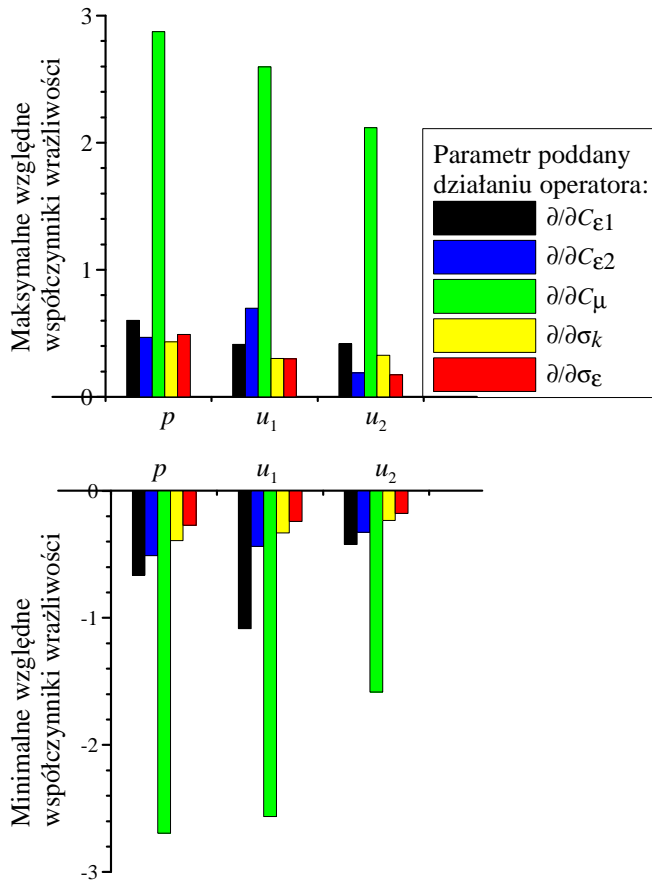 Maksymalne względne
współczynniki wrażliwości
3
2
1
0
p
u₁
u₂
Parametr poddany
działaniu operatora:
∂/∂Cε1
∂/∂Cε2
∂/∂Cμ
∂/∂σk
∂/∂σε
Minimalne względne
współczynniki wrażliwości
p
u₁
u₂
0
-1
-2
-3